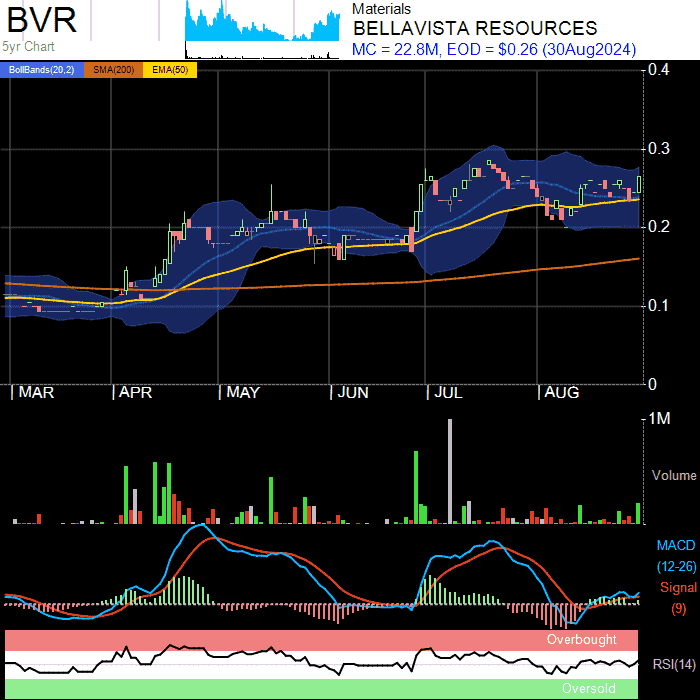 BVR
5yr Chart
Materials
BELLAVISTA RESOURCES
MC = 22.8M, EOD = $0.26 (30Aug2024)
BollBands(20,2) SMA(200) EMA(50)
0.4
0.3
0.2
0.1
0
MAR APR MAY JUN JUL AUG
1M
Volume
MACD
(12-26)
Signal
(9)
Overbought
RSI(14)
Oversold